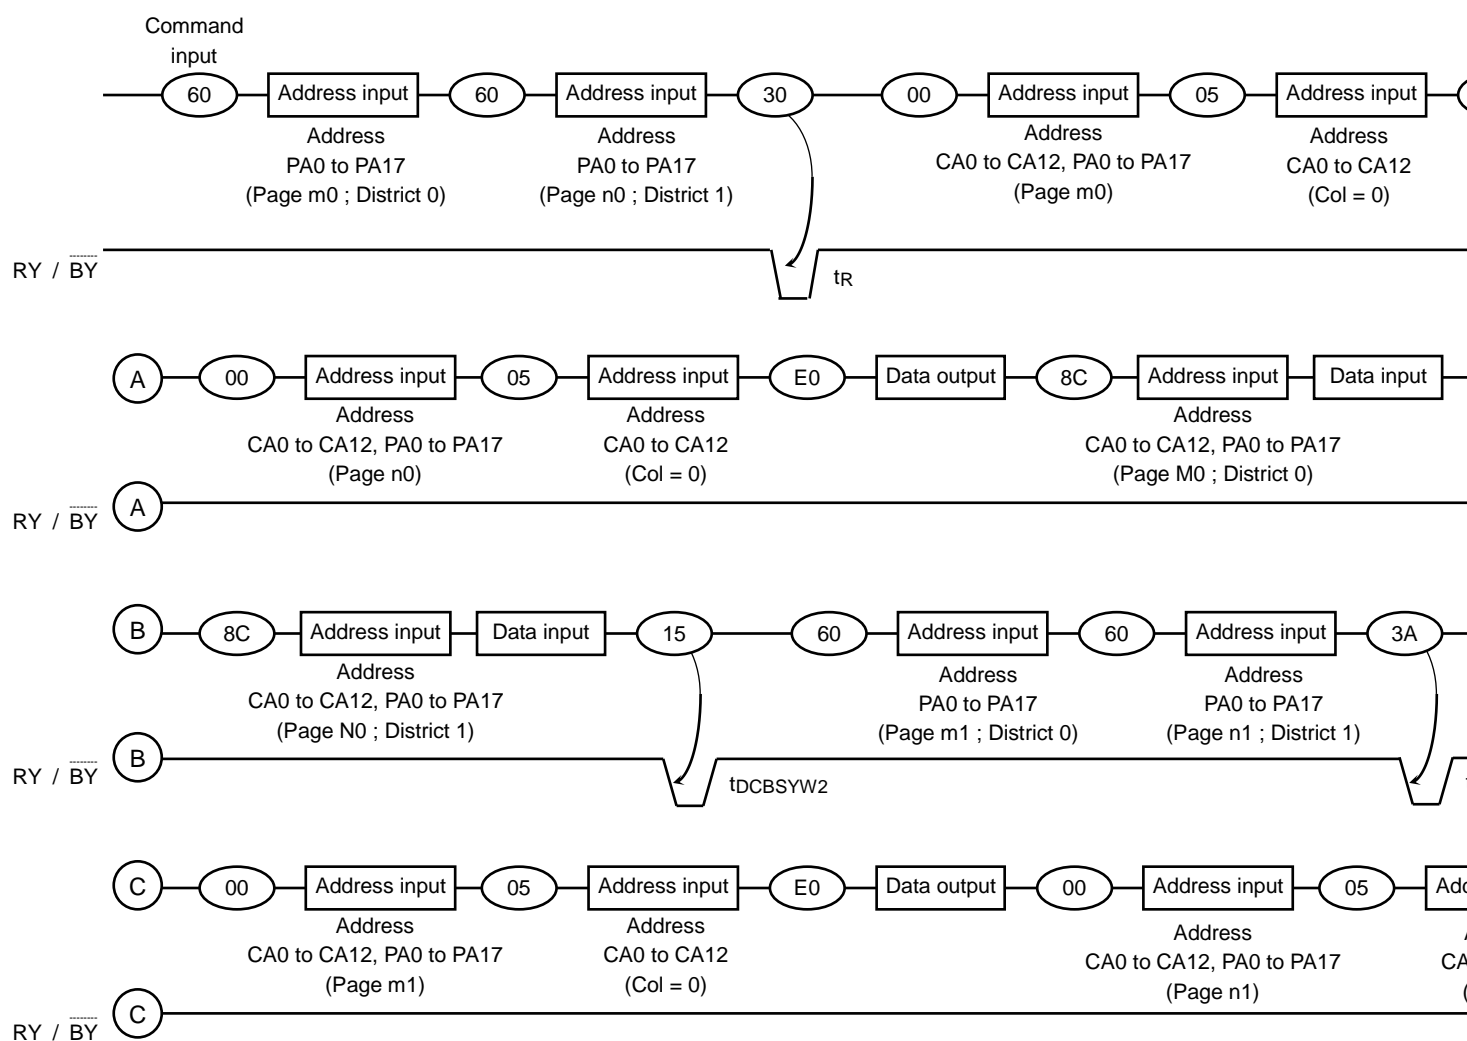 Command
input
60 Address input 60 Address input 30 00 Address input 05 Address input
Address Address Address Address
PA0 to PA17 PA0 to PA17 CA0 to CA12, PA0 to PA17 CA0 to CA12
(Page m0 ; District 0) (Page n0 ; District 1) (Page m0) (Col = 0)
RY / BY
tR
A 00 Address input 05 Address input E0 Data output 8C Address input Data input
Address Address Address
CA0 to CA12, PA0 to PA17 CA0 to CA12 CA0 to CA12, PA0 to PA17
(Page n0) (Col = 0) (Page M0 ; District 0)
RY / BY A
B 8C Address input Data input 15 60 Address input 60 Address input 3A
Address Address Address
CA0 to CA12, PA0 to PA17 PA0 to PA17 PA0 to PA17
(Page N0 ; District 1) (Page m1 ; District 0) (Page n1 ; District 1)
RY / BY B
tDCBSYW2
C 00 Address input 05 Address input E0 Data output 00 Address input 05
Address Address Address
CA0 to CA12, PA0 to PA17 CA0 to CA12 CA0 to CA12, PA0 to PA17
(Page m1) (Col = 0) (Page n1)
RY / BY C